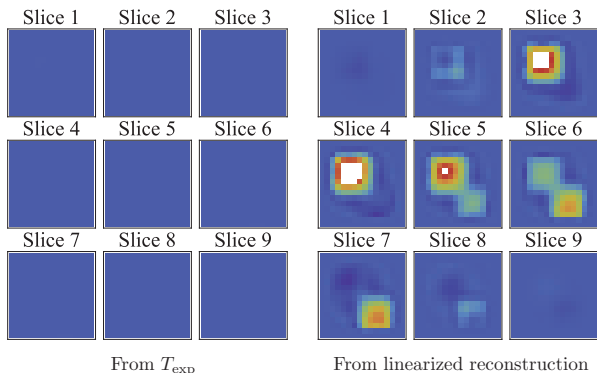 Slice 1 Slice 2 Slice 3 Slice 1 Slice 2 Slice 3
Slice 4 Slice 5 Slice 6 Slice 4 Slice 5 Slice 6
Slice 7 Slice 8 Slice 9 Slice 7 Slice 8 Slice 9
From T_exp From linearized reconstruction